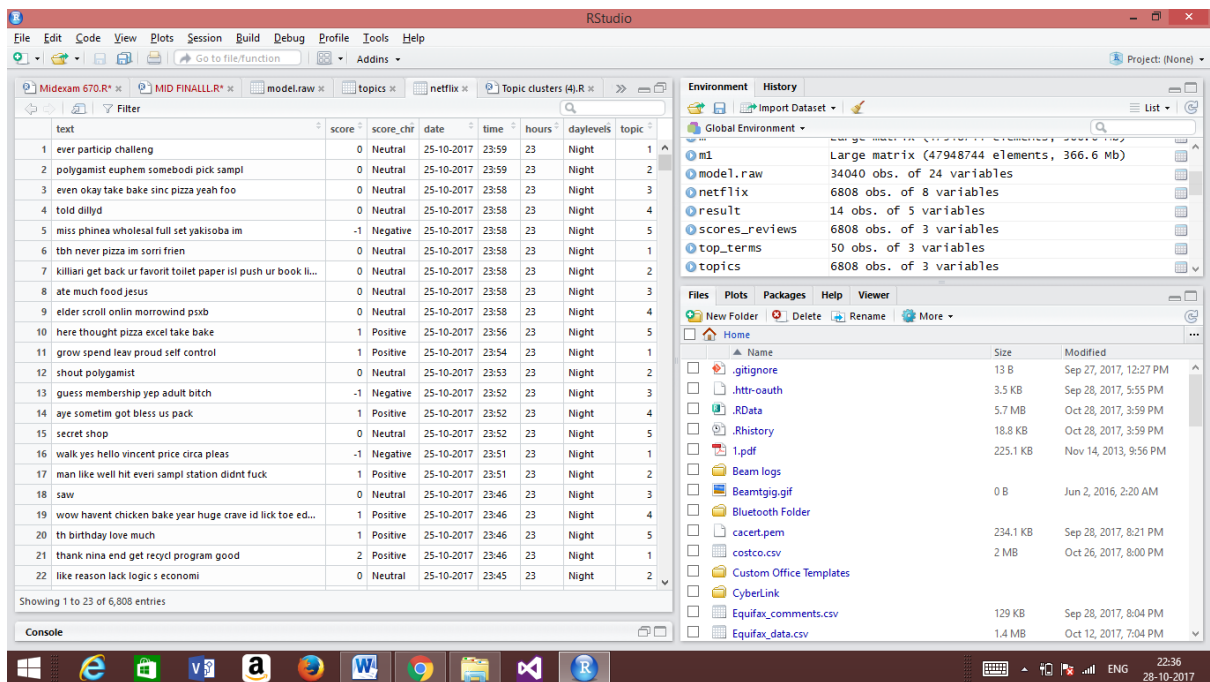 RStudio
File Edit Code View Plots Session Build Debug Profile Tools Help
Go to file/function Addins Project: (None)
Midexam 670.R* MID FINALLL.R* model.raw topics netflix Topic clusters (4).R
Filter
text score score_chr date time hours daylevels topic
1 ever particip challeng 0 Neutral 25-10-2017 23:59 23 Night 1
2 polygamist euphem somebodi pick sampl 0 Neutral 25-10-2017 23:59 23 Night 2
3 even okay take bake sinc pizza yeah foo 0 Neutral 25-10-2017 23:58 23 Night 3
4 told dillyd 0 Neutral 25-10-2017 23:58 23 Night 4
5 miss phinea wholesal full set yakisoba im -1 Negative 25-10-2017 23:58 23 Night 5
6 tbh never pizza im sorri frien 0 Neutral 25-10-2017 23:58 23 Night 1
7 killiari get back ur favorit toilet paper isl push ur book li... 0 Neutral 25-10-2017 23:58 23 Night 2
8 ate much food jesus 0 Neutral 25-10-2017 23:58 23 Night 3
9 elder scroll onlin morrowind psxb 0 Neutral 25-10-2017 23:58 23 Night 4
10 here thought pizza excel take bake 1 Positive 25-10-2017 23:56 23 Night 5
11 grow spend leav proud self control 1 Positive 25-10-2017 23:54 23 Night 1
12 shout polygamist 0 Neutral 25-10-2017 23:53 23 Night 2
13 guess membership yep adult bitch -1 Negative 25-10-2017 23:52 23 Night 3
14 aye sometim got bless us pack 1 Positive 25-10-2017 23:52 23 Night 4
15 secret shop 0 Neutral 25-10-2017 23:52 23 Night 5
16 walk yes hello vincent price circa pleas -1 Negative 25-10-2017 23:51 23 Night 1
17 man like well hit everi sampl station didnt fuck 1 Positive 25-10-2017 23:51 23 Night 2
18 saw 0 Neutral 25-10-2017 23:46 23 Night 3
19 wow havent chicken bake year huge crave id lick toe ed... 1 Positive 25-10-2017 23:46 23 Night 4
20 th birthday love much 1 Positive 25-10-2017 23:46 23 Night 5
21 thank nina end get recycl program good 2 Positive 25-10-2017 23:46 23 Night 1
22 like reason lack logic s economi 0 Neutral 25-10-2017 23:46 23 Night 2
Showing 1 to 23 of 6,808 entries
Console
Environment History
Import Dataset List
Global Environment
m1 Large matrix (47948744 elements, 366.6 Mb)
model.raw 34040 obs. of 24 variables
netflix 6808 obs. of 8 variables
result 14 obs. of 5 variables
scores_reviews 6808 obs. of 3 variables
top_terms 50 obs. of 3 variables
topics 6808 obs. of 3 variables
Files Plots Packages Help Viewer
New Folder Delete Rename More
Home
Name Size Modified
.gitignore 13 B Sep 27, 2017, 12:27 PM
.httr-oauth 3.5 KB Sep 28, 2017, 5:55 PM
.RData 5.7 MB Oct 28, 2017, 3:59 PM
.Rhistory 18.8 KB Oct 28, 2017, 3:59 PM
1.pdf 225.1 KB Nov 14, 2013, 9:56 PM
Beam logs
Beamtgig.gif 0 B Jun 2, 2016, 2:20 AM
Bluetooth Folder
cacert.pem 234.1 KB Sep 28, 2017, 8:21 PM
costco.csv 2 MB Oct 26, 2017, 8:00 PM
Custom Office Templates
CyberLink
Equifax_comments.csv 129 KB Sep 28, 2017, 8:04 PM
Equifax_data.csv 1.4 MB Oct 12, 2017, 7:04 PM
ENG 22:36
28-10-2017